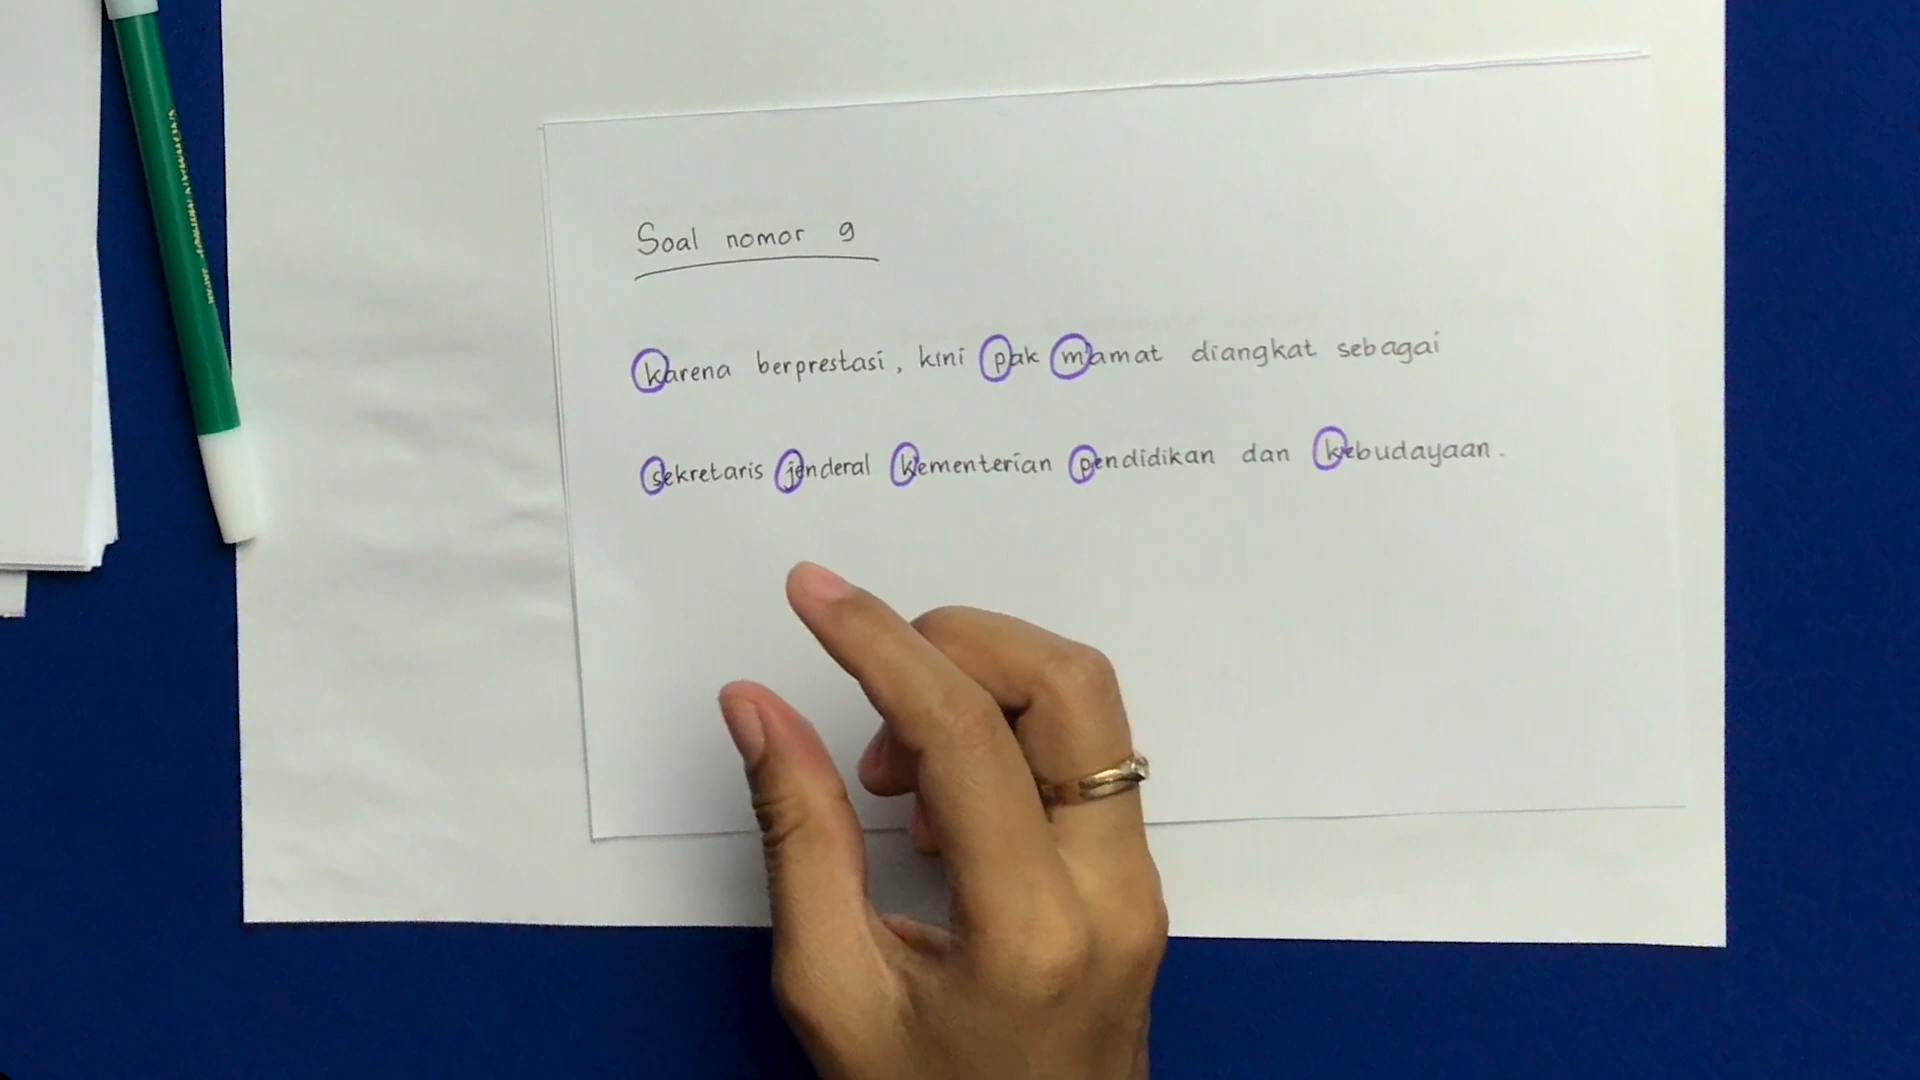 Soal nomor 9
karena berprestasi, kini pak mamat diangkat sebagai
sekretaris jenderal kementerian pendidikan dan kebudayaan.